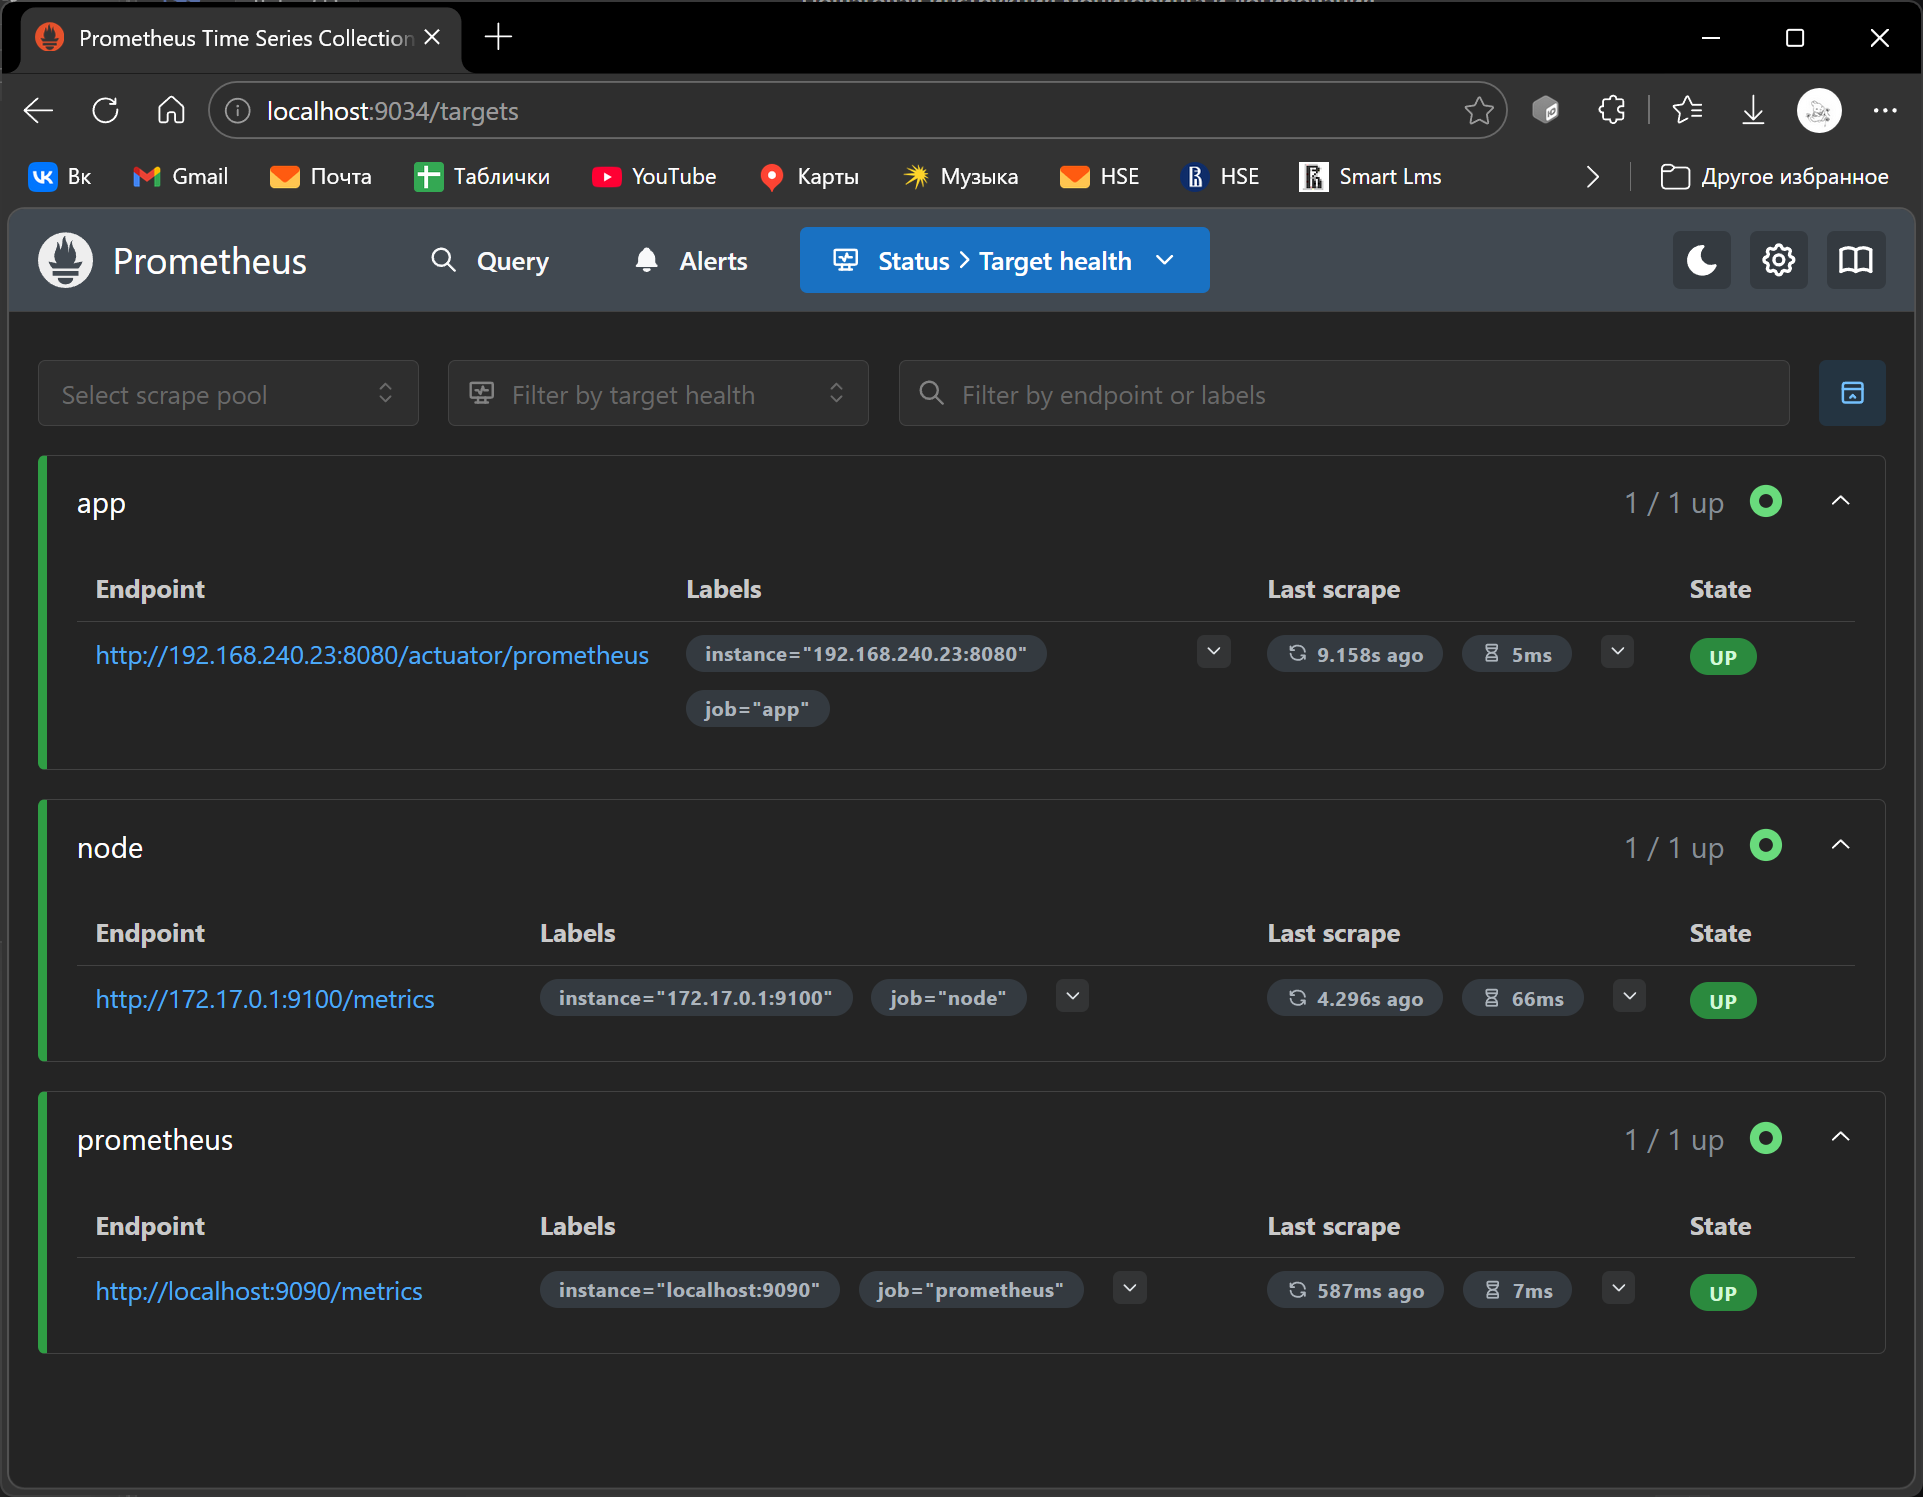 Prometheus Time Series Collection
localhost:9034/targets
Вк Gmail Почта Таблички YouTube Карты Музыка HSE HSE Smart Lms Другое избранное
Prometheus Query Alerts Status > Target health
Select scrape pool Filter by target health Filter by endpoint or labels
app 1 / 1 up
Endpoint Labels Last scrape State
http://192.168.240.23:8080/actuator/prometheus instance="192.168.240.23:8080" 9.158s ago 5ms UP
job="app"
node 1 / 1 up
Endpoint Labels Last scrape State
http://172.17.0.1:9100/metrics instance="172.17.0.1:9100" job="node" 4.296s ago 66ms UP
prometheus 1 / 1 up
Endpoint Labels Last scrape State
http://localhost:9090/metrics instance="localhost:9090" job="prometheus" 587ms ago 7ms UP